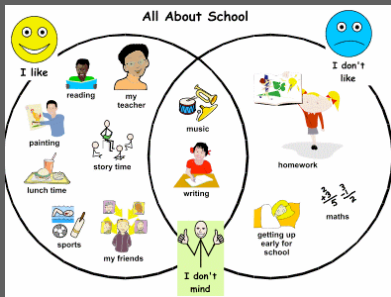 All About School
I like
I don't
like
reading
my
teacher
painting
story time
lunch time
sports
my friends
music
writing
I don't
mind
homework
maths
getting up
early for
school